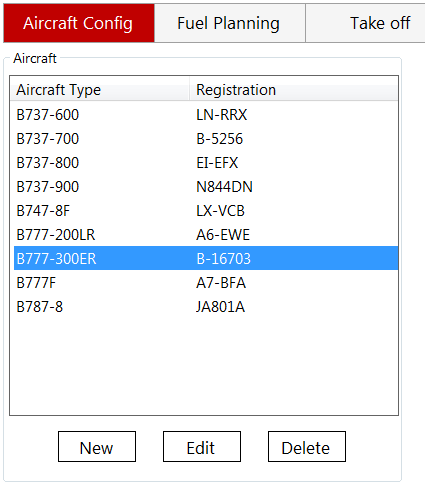 Aircraft Config Fuel Planning Take off
Aircraft
Aircraft Type Registration
B737-600 LN-RRX
B737-700 B-5256
B737-800 EI-EFX
B737-900 N844DN
B747-8F LX-VCB
B777-200LR A6-EWE
B777-300ER B-16703
B777F A7-BFA
B787-8 JA801A
New Edit Delete